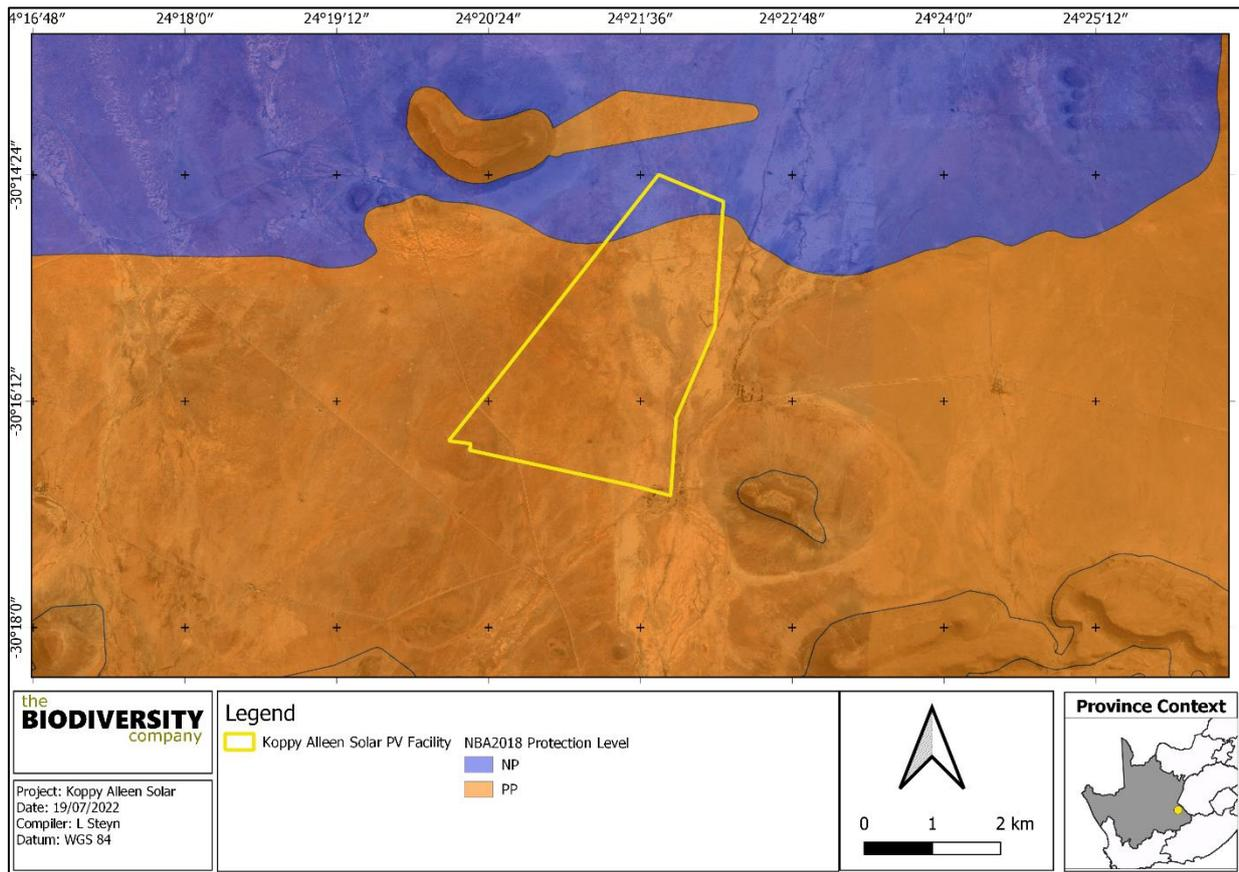 4°16'48" 24°18'0" 24°19'12" 24°20'24" 24°21'36" 24°22'48" 24°24'0" 24°25'12"
-30°14'24"
-30°16'12"
-30°18'0"
the
BIODIVERSITY
company
Project: Koppy Alleen Solar
Date: 19/07/2022
Compiler: L Steyn
Datum: WGS 84
Legend
Koppy Alleen Solar PV Facility NBA2018 Protection Level
NP
PP
0 1 2 km
Province Context